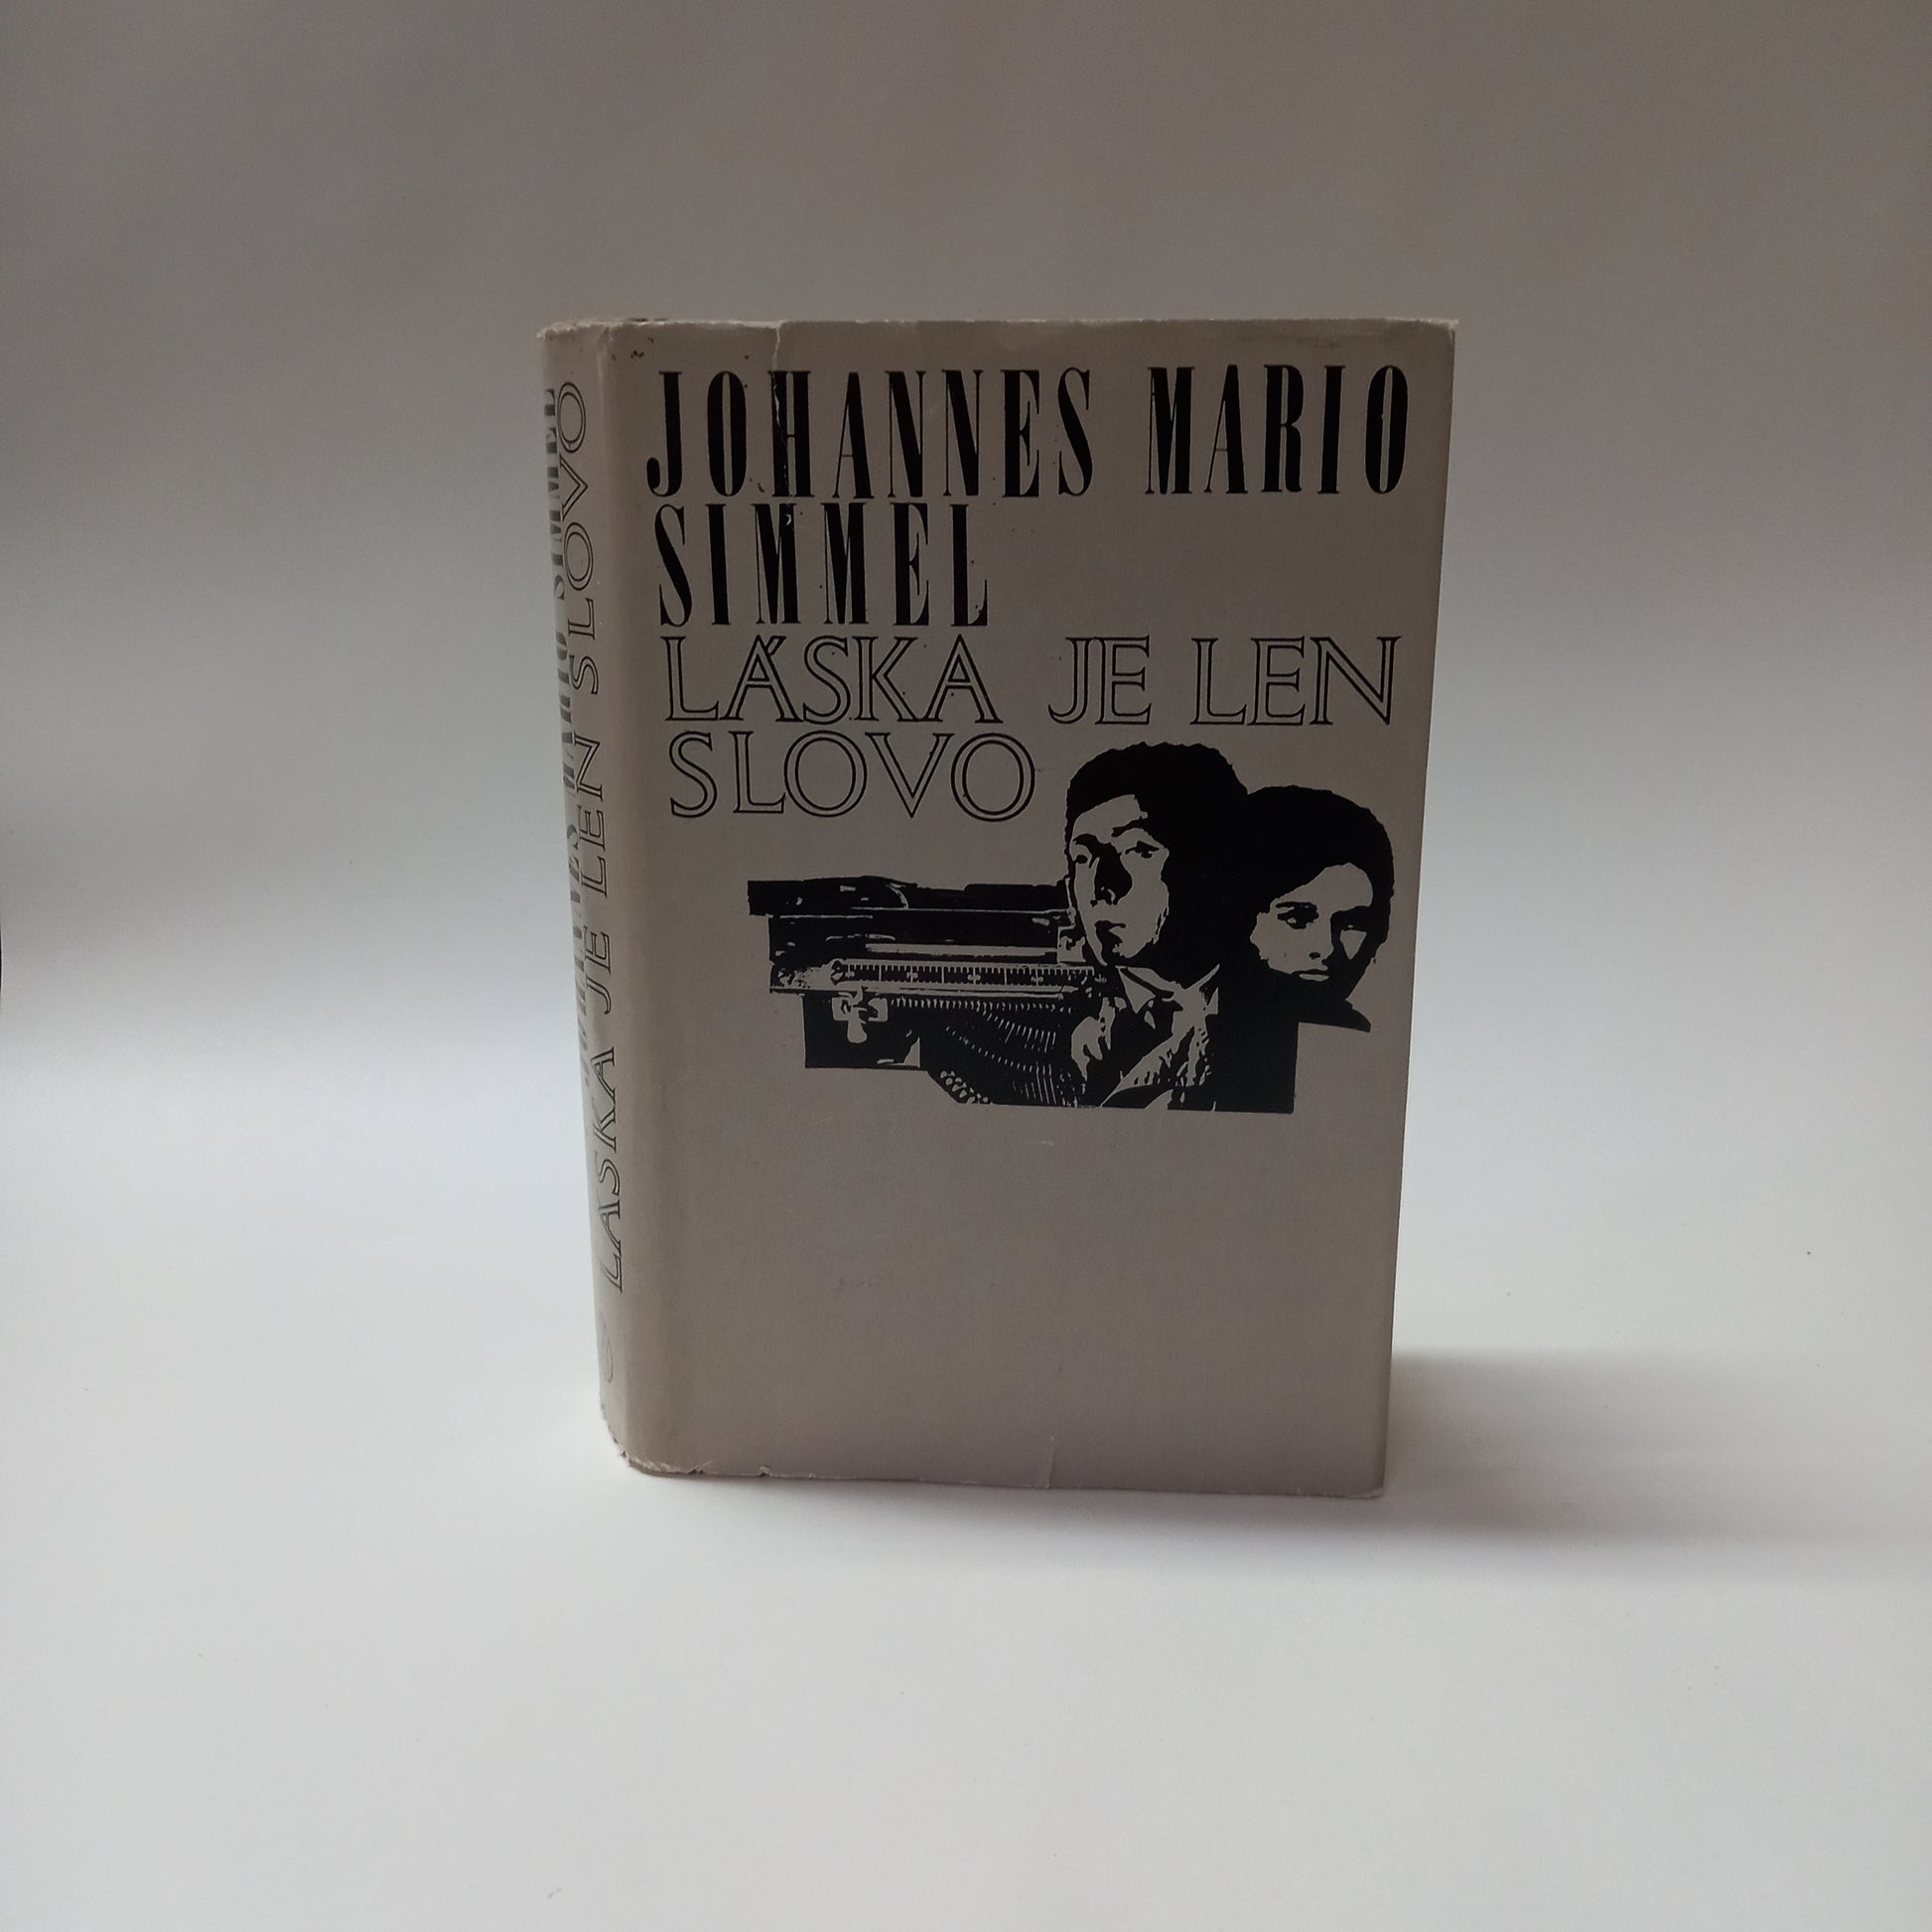 JOHANNES MARIO
SIMMEL
LÁSKA JE LEN
SLOVO
JOHANNES MARIO SIMMEL
LÁSKA JE LEN SLOVO